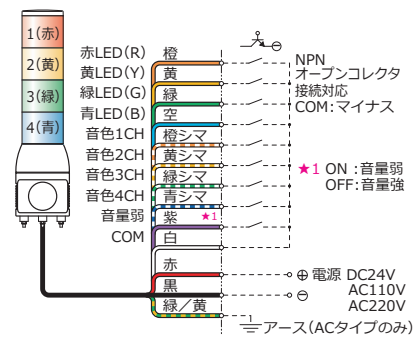 1(赤)
2(黄)
3(緑)
4(青)
赤LED(R) 橙
黄LED(Y) 黄
緑LED(G) 緑
青LED(B) 空
音色1CH 橙シマ
音色2CH 黄シマ
音色3CH 緑シマ
音色4CH 青シマ
音量弱 紫 ★1
COM 白
赤
黒
緑/黄
⊖
NPN
オープンコレクタ
接続対応
COM:マイナス
★1 ON :音量弱
OFF:音量強
⊕ 電源 DC24V
⊖ AC110V
AC220V
アース(ACタイプのみ)